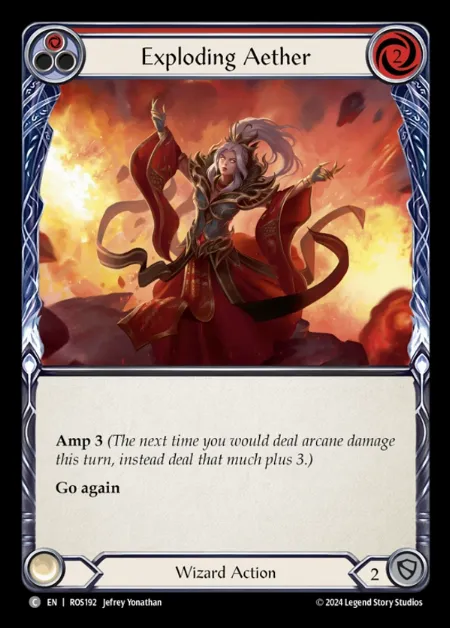 Exploding Aether
2
Amp 3 (The next time you would deal arcane damage
this turn, instead deal that much plus 3.)
Go again
Wizard Action
2
C EN | ROS192 Jefrey Yonathan
© 2024 Legend Story Studios